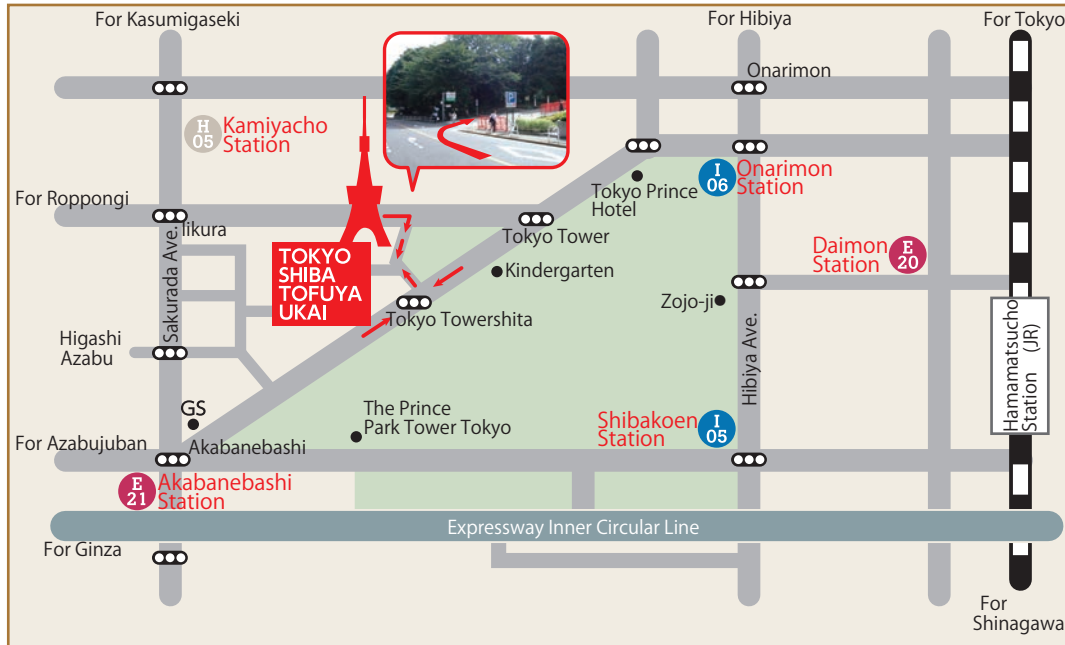 For Kasumigaseki
For Hibiya
For Tokyo
Onarimon
H
05
Kamiyacho
Station
I
06
Onarimon
Station
Tokyo Prince
Hotel
For Roppongi
Iikura
Tokyo Tower
Daimon
Station
E
20
TOKYO
SHIBA
TOFUYA
UKAI
Kindergarten
Sakurada Ave.
Zojo-ji
Tokyo Towershita
Higashi
Azabu
Hibiya Ave.
Hamamatsucho
Station (JR)
GS
The Prince
Park Tower Tokyo
Shibakoen
Station
I
05
For Azabujuban
Akabanebashi
E
21
Akabanebashi
Station
Expressway Inner Circular Line
For Ginza
For
Shinagawa